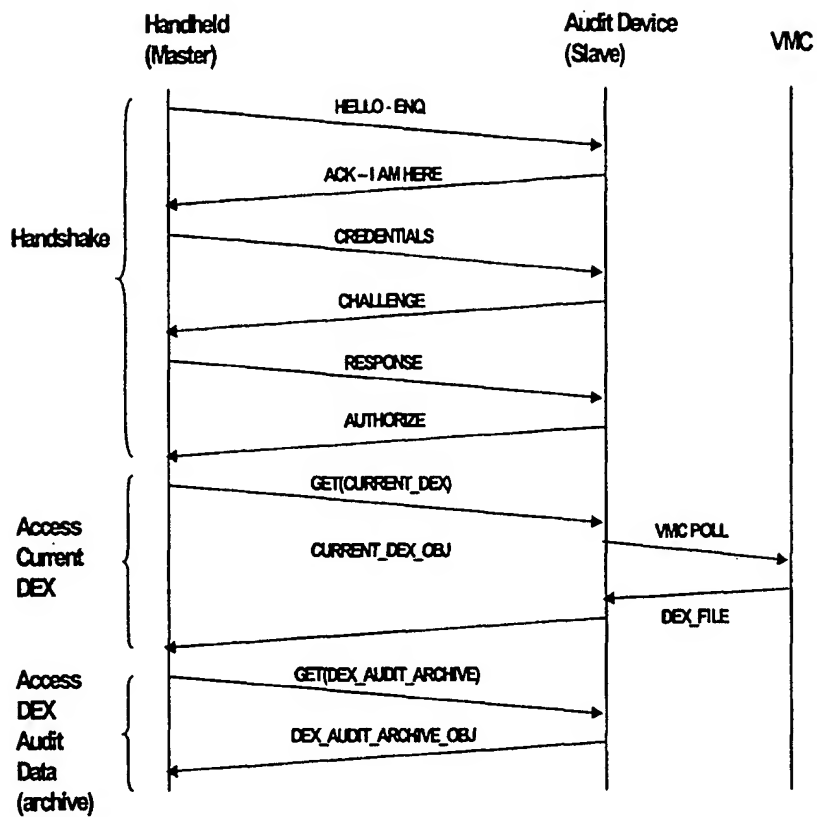 Handheld
(Master)
Audit Device
(Slave)
VMC
HELLO - ENQ
ACK – I AM HERE
Handshake
CREDENTIALS
CHALLENGE
RESPONSE
AUTHORIZE
GET(CURRENT_DEX)
Access
Current
DEX
CURRENT_DEX_OBJ
VMC POLL
DEX_FILE
GET(DEX_AUDIT_ARCHIVE)
Access
DEX
Audit
Data
(archive)
DEX_AUDIT_ARCHIVE_OBJ